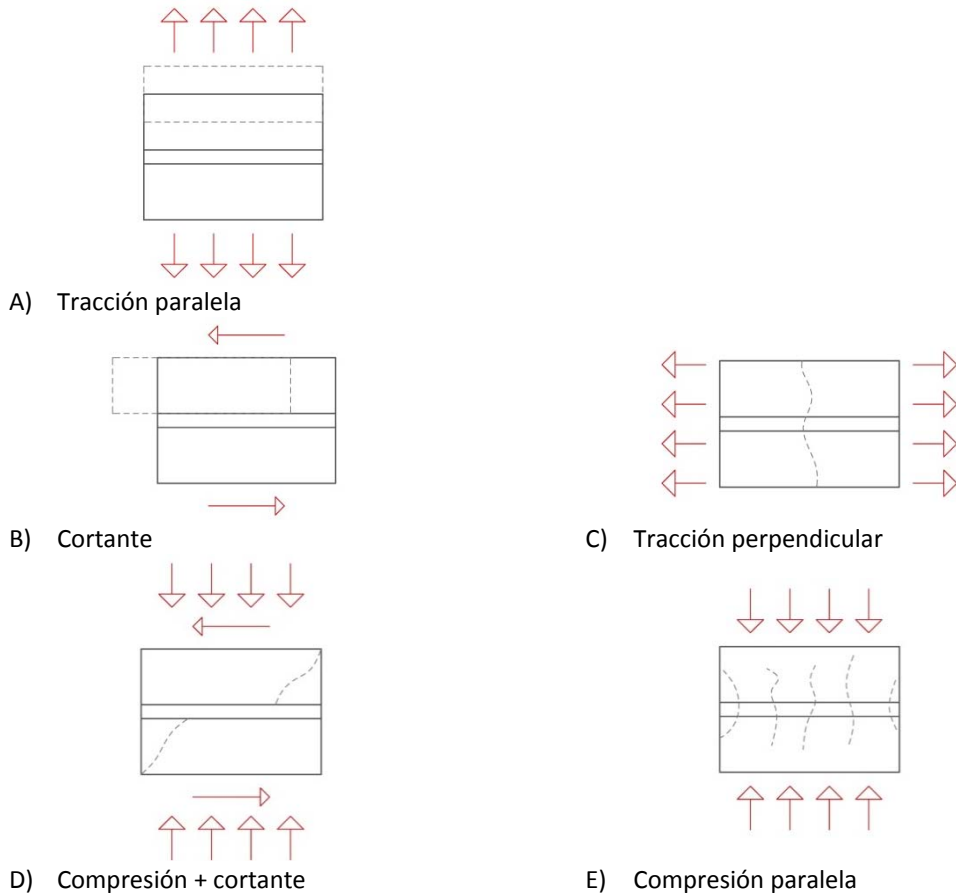 A) Tracción paralela
B) Cortante
C) Tracción perpendicular
D) Compresión + cortante
E) Compresión paralela